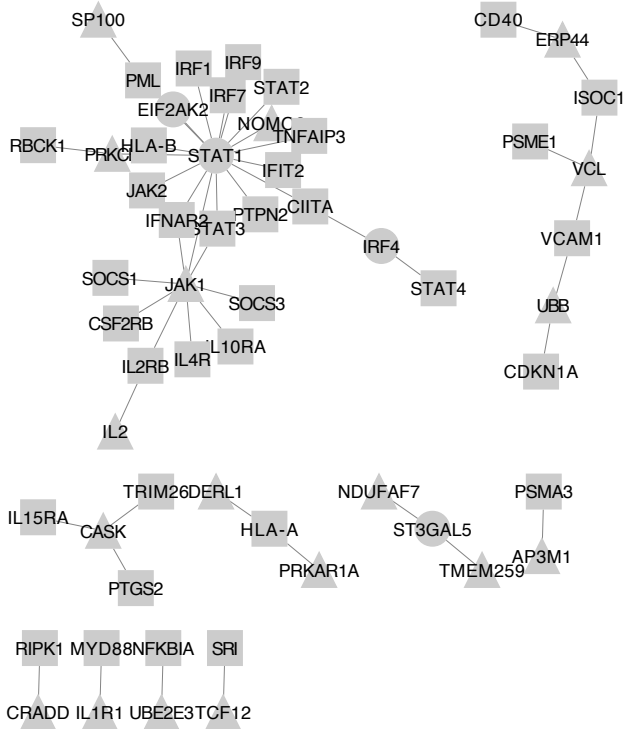 SP100
CD40
ERP44
PML
IRF1
IRF9
IRF7
STAT2
ISOC1
EIF2AK2
TNFAIP3
PSME1
RBCK1
HLA-B
STAT1
VCL
IFIT2
JAK2
CIITA
IFNAR2
PTPN2
STAT3
IRF4
VCAM1
SOCS1
JAK1
STAT4
SOCS3
UBB
CSF2RB
IL10RA
IL4R
IL2RB
CDKN1A
IL2
TRIM26
DERL1
NDUFAF7
PSMA3
IL15RA
CASK
HLA-A
ST3GAL5
PTGS2
PRKAR1A
TMEM259
AP3M1
RIPK1
MYD88
NFKBIA
SRI
CRADD
IL1R1
UBE2E3
TCF12